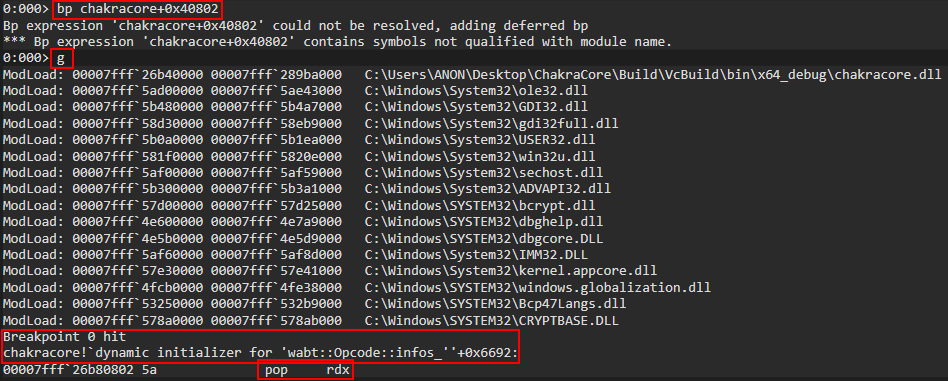 0:000> bp chakracore+0x40802
Bp expression 'chakracore+0x40802' could not be resolved, adding deferred bp
*** Bp expression 'chakracore+0x40802' contains symbols not qualified with module name.
0:000> g
ModLoad: 00007fff`26b40000 00007fff`289ba000   C:\Users\ANON\Desktop\ChakraCore\Build\VcBuild\bin\x64_debug\chakracore.dll
ModLoad: 00007fff`5ad00000 00007fff`5ae43000   C:\Windows\System32\ole32.dll
ModLoad: 00007fff`5b480000 00007fff`5b4a7000   C:\Windows\System32\GDI32.dll
ModLoad: 00007fff`58d30000 00007fff`58eb9000   C:\Windows\System32\gdi32full.dll
ModLoad: 00007fff`5b0a0000 00007fff`5b1ea000   C:\Windows\System32\USER32.dll
ModLoad: 00007fff`581f0000 00007fff`5820e000   C:\Windows\System32\win32u.dll
ModLoad: 00007fff`5af00000 00007fff`5af59000   C:\Windows\System32\sechost.dll
ModLoad: 00007fff`5b300000 00007fff`5b3a1000   C:\Windows\System32\ADVAPI32.dll
ModLoad: 00007fff`57d00000 00007fff`57d25000   C:\Windows\SYSTEM32\bcrypt.dll
ModLoad: 00007fff`4e600000 00007fff`4e7a9000   C:\Windows\SYSTEM32\dbghelp.dll
ModLoad: 00007fff`4e5b0000 00007fff`4e5d9000   C:\Windows\SYSTEM32\dbgcore.DLL
ModLoad: 00007fff`5af60000 00007fff`5af8d000   C:\Windows\System32\IMM32.DLL
ModLoad: 00007fff`57e30000 00007fff`57e41000   C:\Windows\System32\kernel.appcore.dll
ModLoad: 00007fff`4fcb0000 00007fff`4fe38000   C:\Windows\SYSTEM32\windows.globalization.dll
ModLoad: 00007fff`53250000 00007fff`532b9000   C:\Windows\SYSTEM32\Bcp47Langs.dll
ModLoad: 00007fff`578a0000 00007fff`578ab000   C:\Windows\SYSTEM32\CRYPTBASE.DLL
Breakpoint 0 hit
chakracore!`dynamic initializer for 'wabt::Opcode::infos_''+0x6692:
00007fff`26b80802 5a              pop     rdx